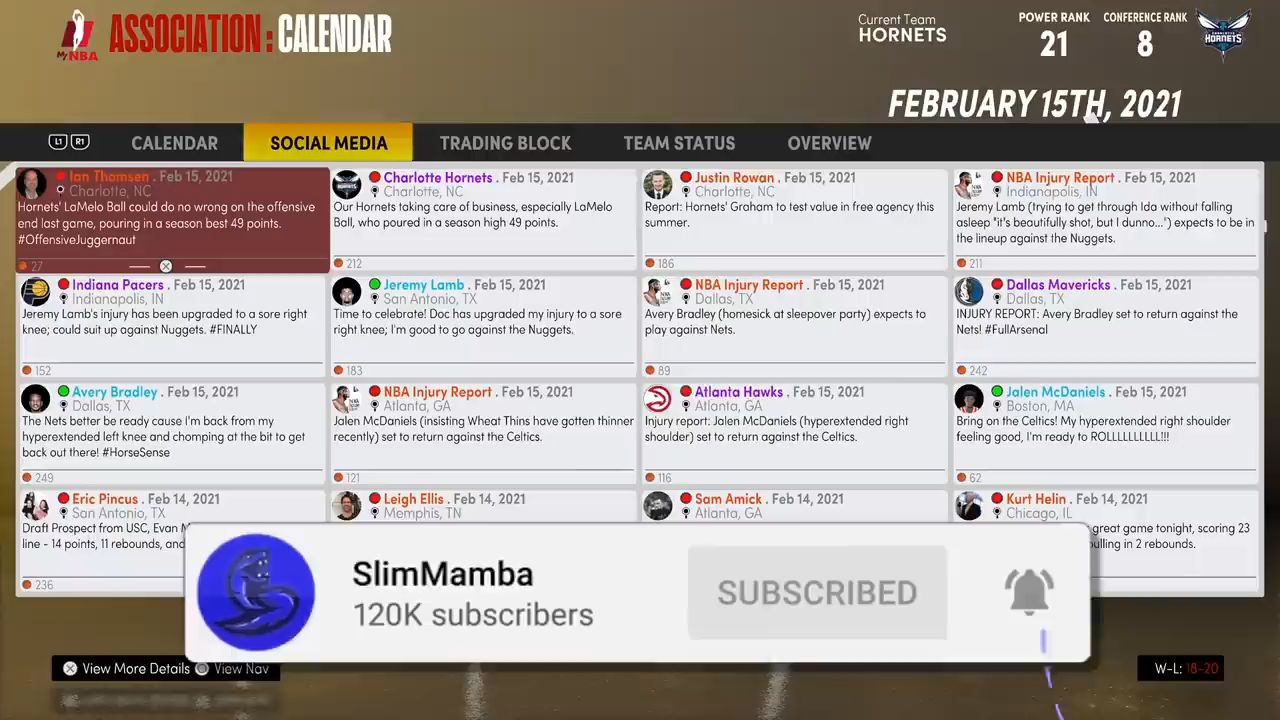 My NBA
ASSOCIATION: CALENDAR
Current Team
HORNETS
POWER RANK
21
CONFERENCE RANK
8
HORNETS
FEBRUARY 15TH, 2021
L1 R1
CALENDAR
SOCIAL MEDIA
TRADING BLOCK
TEAM STATUS
OVERVIEW
Ian Thomsen . Feb 15, 2021
Charlotte, NC
Hornets' LaMelo Ball could do no wrong on the offensive
end last game, pouring in a season best 49 points.
#OffensiveJuggernaut
27
Charlotte Hornets . Feb 15, 2021
Charlotte, NC
Our Hornets taking care of business, especially LaMelo
Ball, who poured in a season high 49 points.
212
Justin Rowan . Feb 15, 2021
Charlotte, NC
Report: Hornets' Graham to test value in free agency this
summer.
186
NBA Injury Report . Feb 15, 2021
Indianapolis, IN
Jeremy Lamb (trying to get through Ida without falling
asleep "it's beautifully shot, but I dunno...") expects to be in
the lineup against the Nuggets.
211
Indiana Pacers . Feb 15, 2021
Indianapolis, IN
Jeremy Lamb's injury has been upgraded to a sore right
knee; could suit up against Nuggets. #FINALLY
152
Jeremy Lamb . Feb 15, 2021
San Antonio, TX
Time to celebrate! Doc has upgraded my injury to a sore
right knee; I'm good to go against the Nuggets.
183
NBA Injury Report . Feb 15, 2021
Dallas, TX
Avery Bradley (homesick at sleepover party) expects to
play against Nets.
89
Dallas Mavericks . Feb 15, 2021
Dallas, TX
INJURY REPORT: Avery Bradley set to return against the
Nets! #FullArsenal
242
Avery Bradley . Feb 15, 2021
Dallas, TX
The Nets better be ready cause I'm back from my
hyperextended left knee and chomping at the bit to get
back out there! #HorseSense
249
NBA Injury Report . Feb 15, 2021
Atlanta, GA
Jalen McDaniels (insisting Wheat Thins have gotten thinner
recently) set to return against the Celtics.
121
Atlanta Hawks . Feb 15, 2021
Atlanta, GA
Injury report: Jalen McDaniels (hyperextended right
shoulder) set to return against the Celtics.
116
Jalen McDaniels . Feb 15, 2021
Boston, MA
Bring on the Celtics! My hyperextended right shoulder
feeling good, I'm ready to ROLLLLLLLLLL!!!
62
Eric Pincus . Feb 14, 2021
San Antonio, TX
Draft Prospect from USC, Evan M
line - 14 points, 11 rebounds, and
236
Leigh Ellis . Feb 14, 2021
Memphis, TN
Sam Amick . Feb 14, 2021
Atlanta, GA
Kurt Helin . Feb 14, 2021
Chicago, IL
great game tonight, scoring 23
ulling in 2 rebounds.
SlimMamba
120K subscribers
SUBSCRIBED
View More Details View Nav
W-L: 18-20